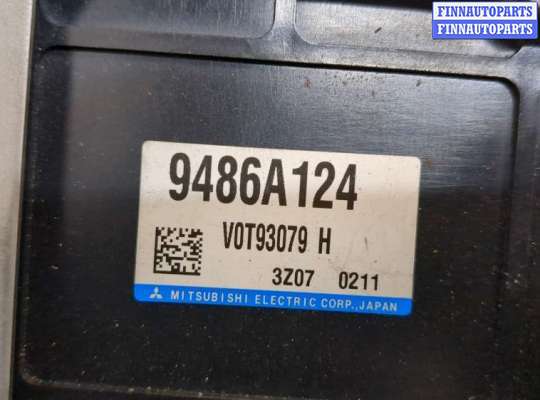 FINNAUTOPARTS
FINNAUTOPARTS
9486A124
V0T93079 H
3Z07 0211
MITSUBISHI ELECTRIC CORP.,JAPAN